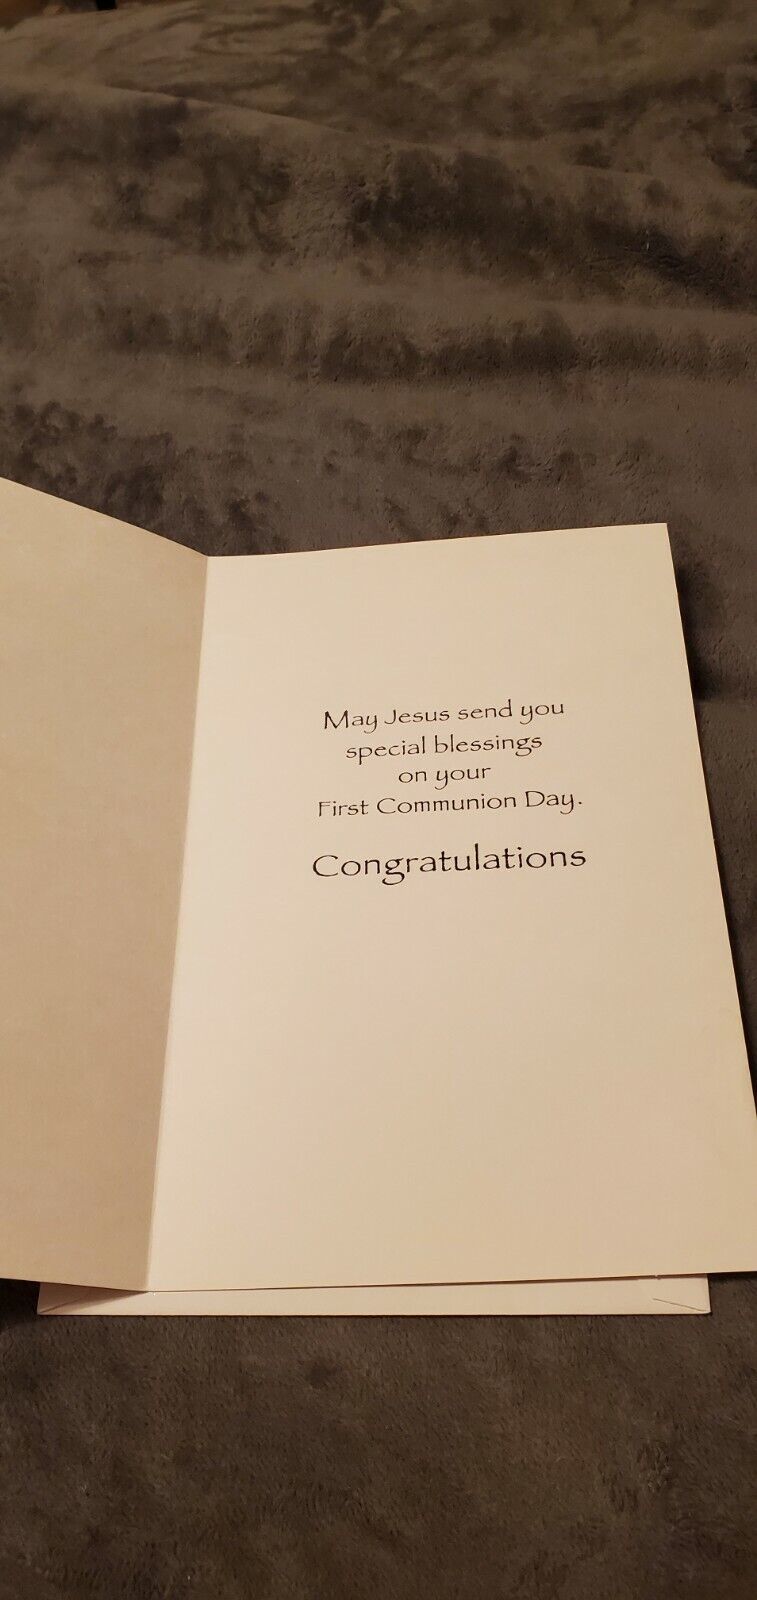 May Jesus send you
special blessings
on your
First Communion Day.
Congratulations